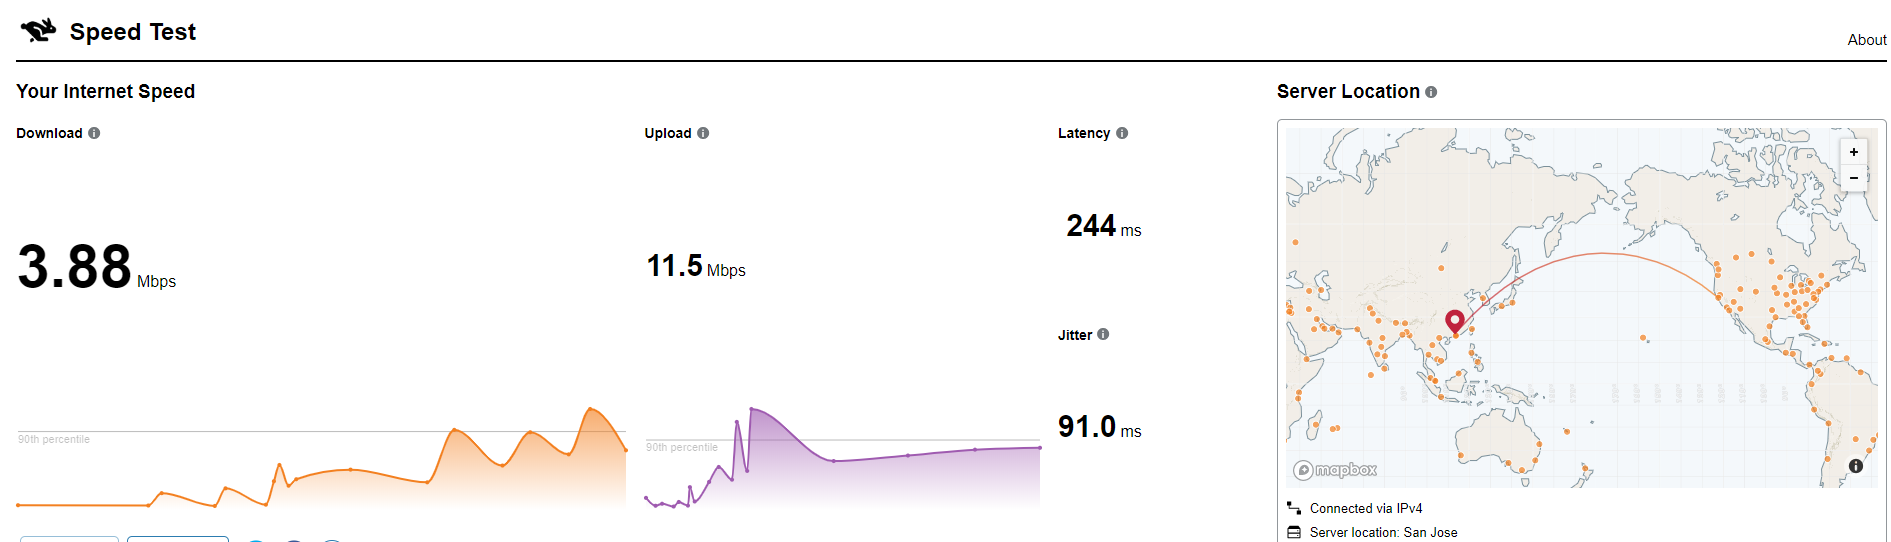 Speed Test
About
Your Internet Speed
Server Location
Download
Upload
Latency
3.88 Mbps
11.5 Mbps
244 ms
Jitter
91.0 ms
90th percentile
90th percentile
+
−
mapbox
Connected via IPv4
Server location: San Jose